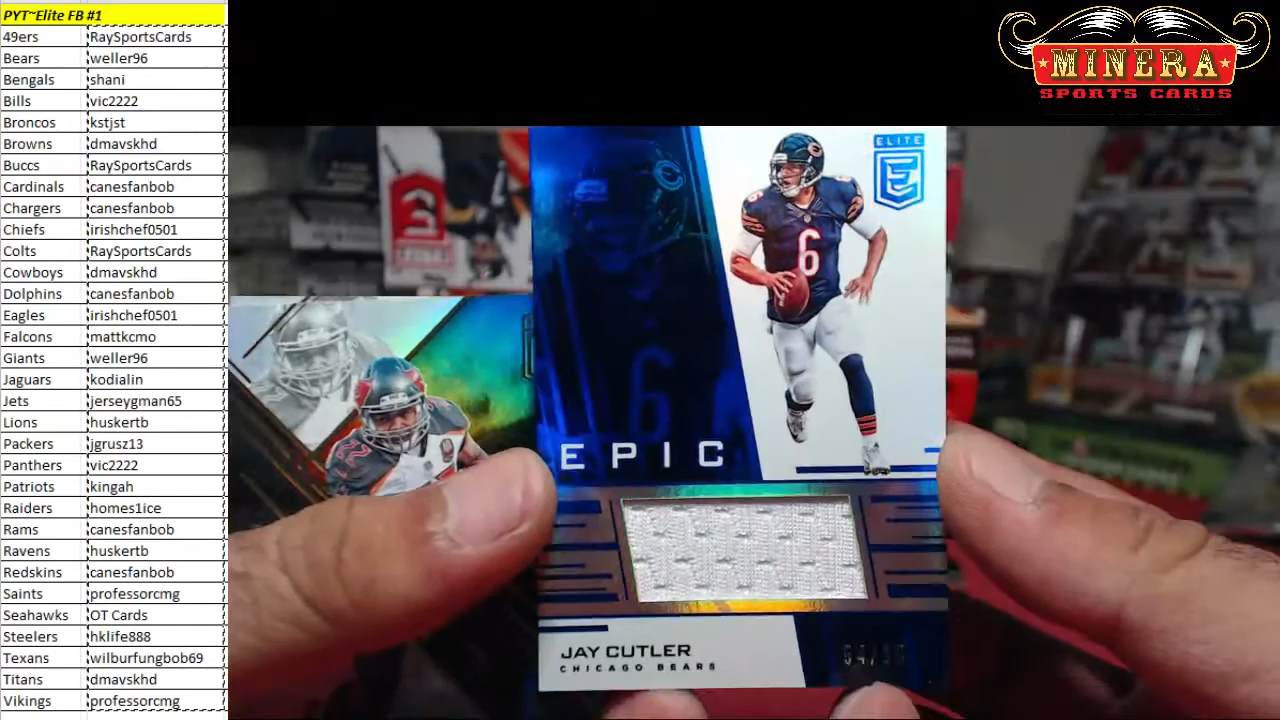 PYT~Elite FB #1
49ers RaySportsCards
Bears weller96
Bengals shani
Bills vic2222
Broncos kstjst
Browns dmavskhd
Buccs RaySportsCards
Cardinals canesfanbob
Chargers canesfanbob
Chiefs irishchef0501
Colts RaySportsCards
Cowboys dmavskhd
Dolphins canesfanbob
Eagles irishchef0501
Falcons mattkcmo
Giants weller96
Jaguars kodialin
Jets jerseygman65
Lions huskertb
Packers jgrusz13
Panthers vic2222
Patriots kingah
Raiders homes1ice
Rams canesfanbob
Ravens huskertb
Redskins canesfanbob
Saints professorcmg
Seahawks OT Cards
Steelers hklife888
Texans wilburfungbob69
Titans dmavskhd
Vikings professorcmg
MINERA
SPORTS CARDS
ELITE
E
6
6
EPIC
JAY CUTLER
CHICAGO BEARS